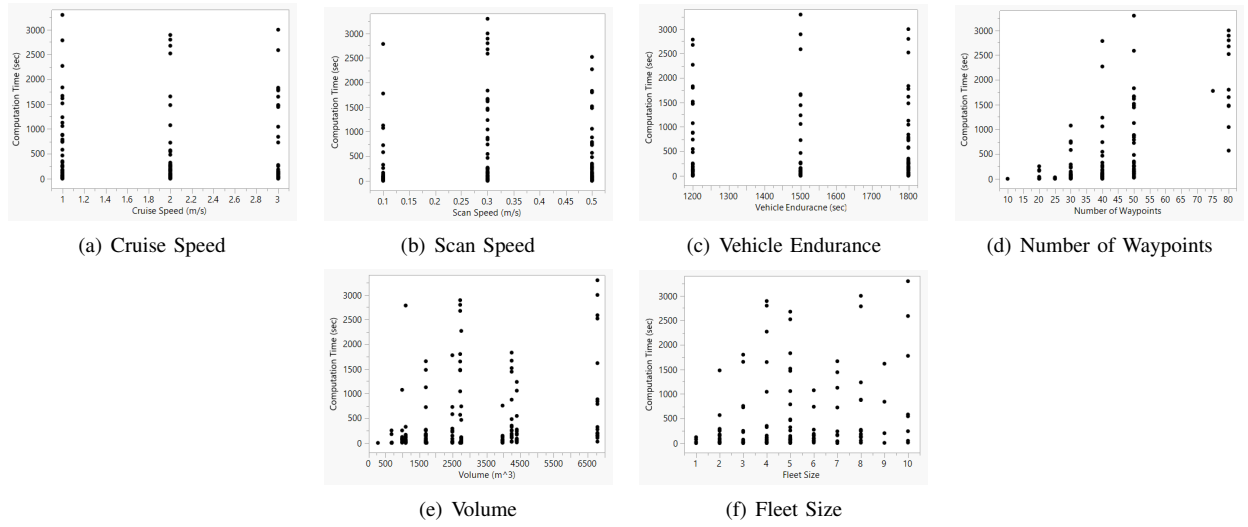 Computation Time (sec)
3000
2500
2000
1500
1000
500
0
1 1.2 1.4 1.6 1.8 2 2.2 2.4 2.6 2.8 3
Cruise Speed (m/s)
(a) Cruise Speed
Computation Time (sec)
3000
2500
2000
1500
1000
500
0
0.1 0.15 0.2 0.25 0.3 0.35 0.4 0.45 0.5
Scan Speed (m/s)
(b) Scan Speed
Computation Time (sec)
3000
2500
2000
1500
1000
500
0
1200 1300 1400 1500 1600 1700 1800
Vehicle Enduracne (sec)
(c) Vehicle Endurance
Computation Time (sec)
3000
2500
2000
1500
1000
500
0
10 15 20 25 30 35 40 45 50 55 60 65 70 75 80
Number of Waypoints
(d) Number of Waypoints
Computation Time (sec)
3000
2500
2000
1500
1000
500
0
0 500 1500 2500 3500 4500 5500 6500
Volume (m^3)
(e) Volume
Computation Time (sec)
3000
2500
2000
1500
1000
500
0
1 2 3 4 5 6 7 8 9 10
Fleet Size
(f) Fleet Size